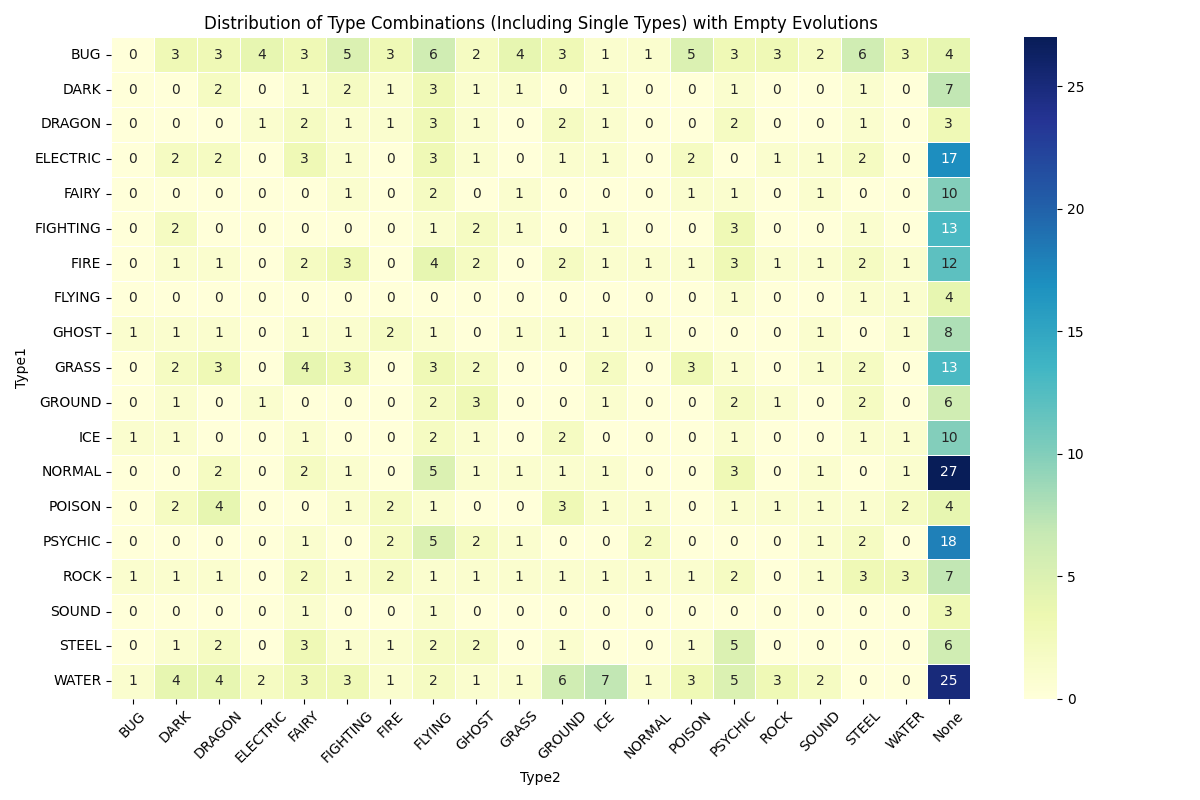 Distribution of Type Combinations (Including Single Types) with Empty Evolutions
BUG 0 3 3 4 3 5 3 6 2 4 3 1 1 5 3 3 2 6 3 4
DARK 0 0 2 0 1 2 1 3 1 1 0 1 0 0 1 0 0 1 0 7
DRAGON 0 0 0 1 2 1 1 3 1 0 2 1 0 0 2 0 0 1 0 3
ELECTRIC 0 2 2 0 3 1 0 3 1 0 1 1 0 2 0 1 1 2 0 17
FAIRY 0 0 0 0 0 1 0 2 0 1 0 0 0 1 1 0 1 0 0 10
FIGHTING 0 2 0 0 0 0 0 1 2 1 0 1 0 0 3 0 0 1 0 13
FIRE 0 1 1 0 2 3 0 4 2 0 2 1 1 1 3 1 1 2 1 12
FLYING 0 0 0 0 0 0 0 0 0 0 0 0 0 0 1 0 0 1 1 4
GHOST 1 1 1 0 1 1 2 1 0 1 1 1 1 0 0 0 1 0 1 8
GRASS 0 2 3 0 4 3 0 3 2 0 0 2 0 3 1 0 1 2 0 13
GROUND 0 1 0 1 0 0 0 2 3 0 0 1 0 0 2 1 0 2 0 6
ICE 1 1 0 0 1 0 0 2 1 0 2 0 0 0 1 0 0 1 1 10
NORMAL 0 0 2 0 2 1 0 5 1 1 1 1 0 0 3 0 1 0 1 27
POISON 0 2 4 0 0 1 2 1 0 0 3 1 1 0 1 1 1 1 2 4
PSYCHIC 0 0 0 0 1 0 2 5 2 1 0 0 2 0 0 0 1 2 0 18
ROCK 1 1 1 0 2 1 2 1 1 1 1 1 1 1 2 0 1 3 3 7
SOUND 0 0 0 0 1 0 0 1 0 0 0 0 0 0 0 0 0 0 0 3
STEEL 0 1 2 0 3 1 1 2 2 0 1 0 0 1 5 0 0 0 0 6
WATER 1 4 4 2 3 3 1 2 1 1 6 7 1 3 5 3 2 0 0 25
BUG DARK DRAGON ELECTRIC FAIRY FIGHTING FIRE FLYING GHOST GRASS GROUND ICE NORMAL POISON PSYCHIC ROCK SOUND STEEL WATER None
Type2
Type1
25
20
15
10
5
0